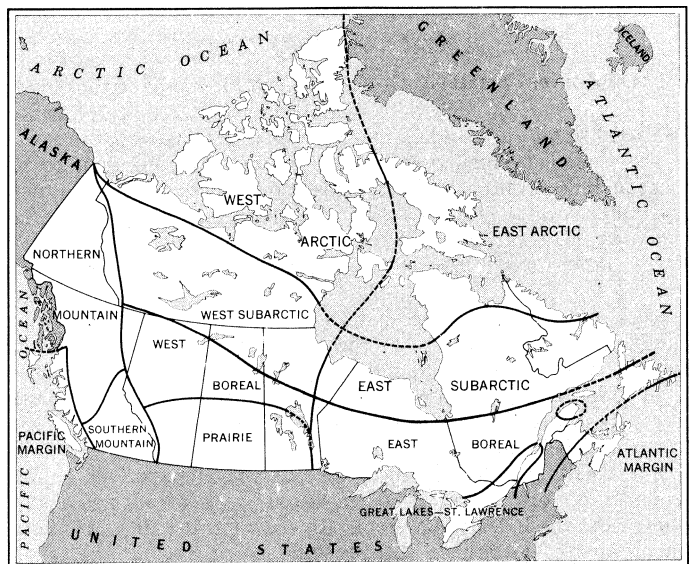 ARCTIC OCEAN
GREENLAND
ICELAND
ATLANTIC OCEAN
ALASKA
WEST
ARCTIC
EAST ARCTIC
NORTHERN
MOUNTAIN
WEST SUBARCTIC
WEST
BOREAL
EAST
SUBARCTIC
PACIFIC OCEAN
SOUTHERN
MOUNTAIN
PRAIRIE
EAST
BOREAL
PACIFIC
MARGIN
ATLANTIC
MARGIN
GREAT LAKES—ST. LAWRENCE
UNITED STATES